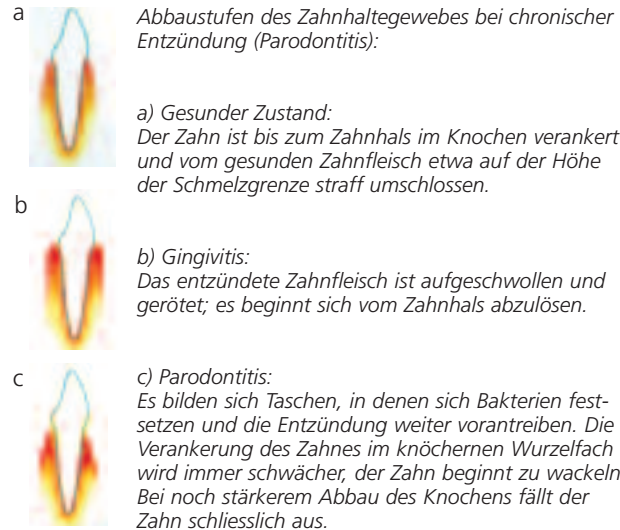 a
Abbaustufen des Zahnhaltegewebes bei chronischer
Entzündung (Parodontitis):
a) Gesunder Zustand:
Der Zahn ist bis zum Zahnhals im Knochen verankert
und vom gesunden Zahnfleisch etwa auf der Höhe
der Schmelzgrenze straff umschlossen.
b
b) Gingivitis:
Das entzündete Zahnfleisch ist aufgeschwollen und
gerötet; es beginnt sich vom Zahnhals abzulösen.
c
c) Parodontitis:
Es bilden sich Taschen, in denen sich Bakterien fest-
setzen und die Entzündung weiter vorantreiben. Die
Verankerung des Zahnes im knöchernen Wurzelfach
wird immer schwächer, der Zahn beginnt zu wackeln
Bei noch stärkerem Abbau des Knochens fällt der
Zahn schliesslich aus.